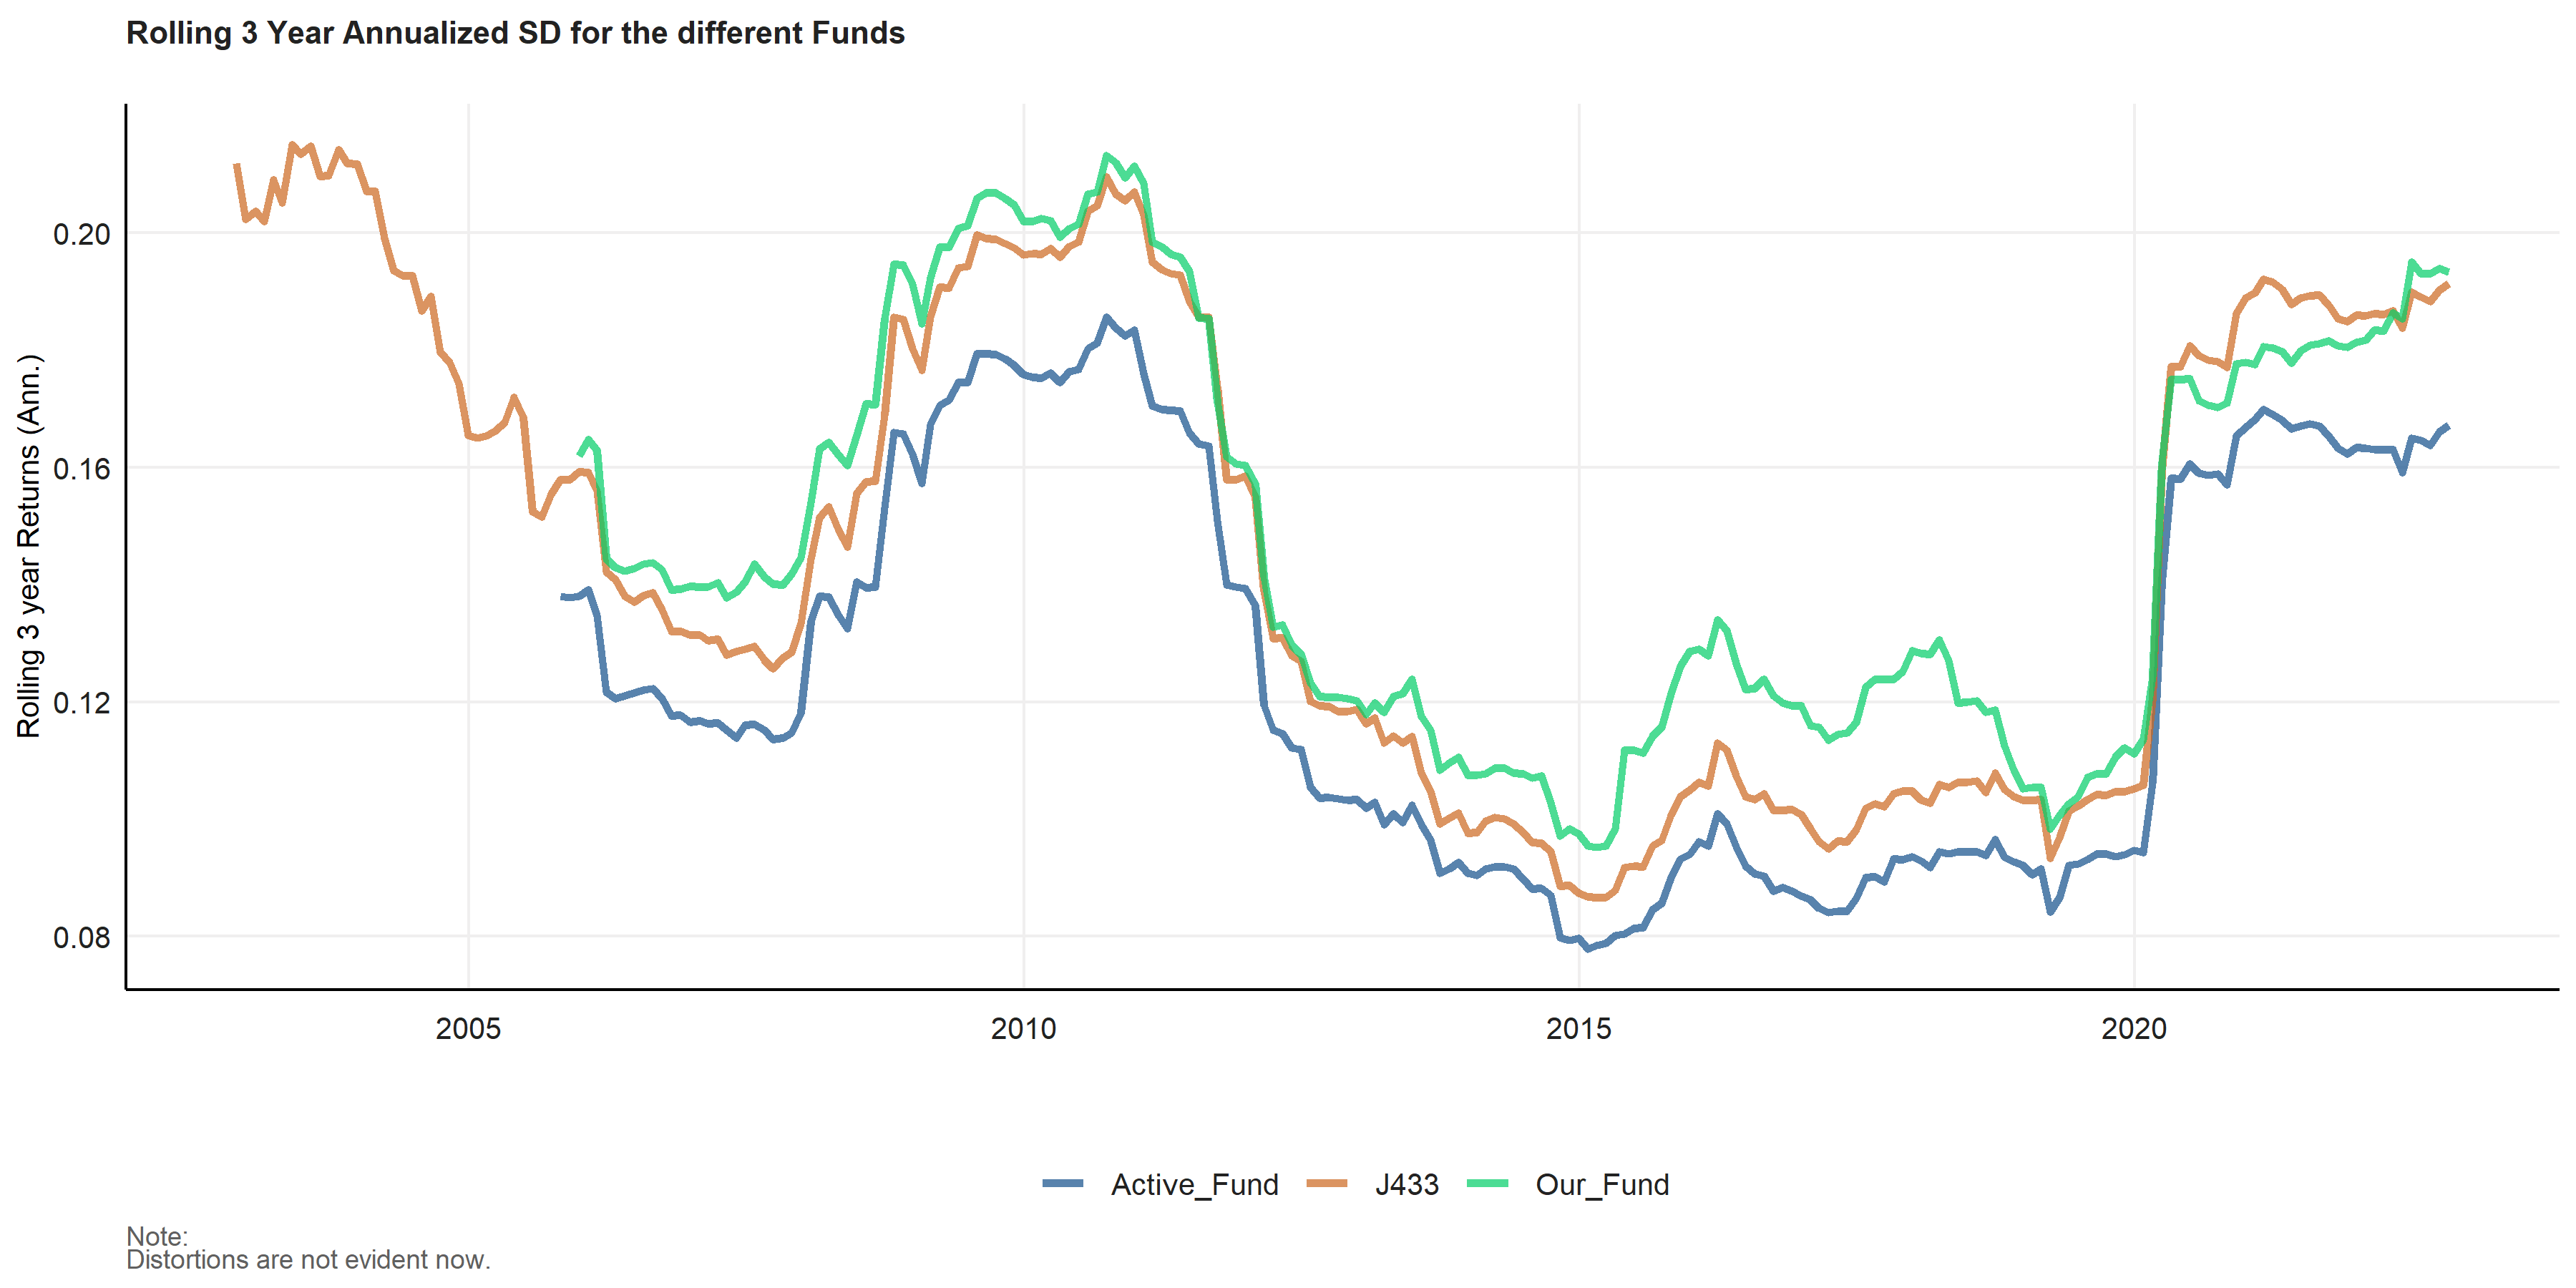 Rolling 3 Year Annualized SD for the different Funds
Rolling 3 year Returns (Ann.)
0.20
0.16
0.12
0.08
2005 2010 2015 2020
Active_Fund J433 Our_Fund
Note:
Distortions are not evident now.